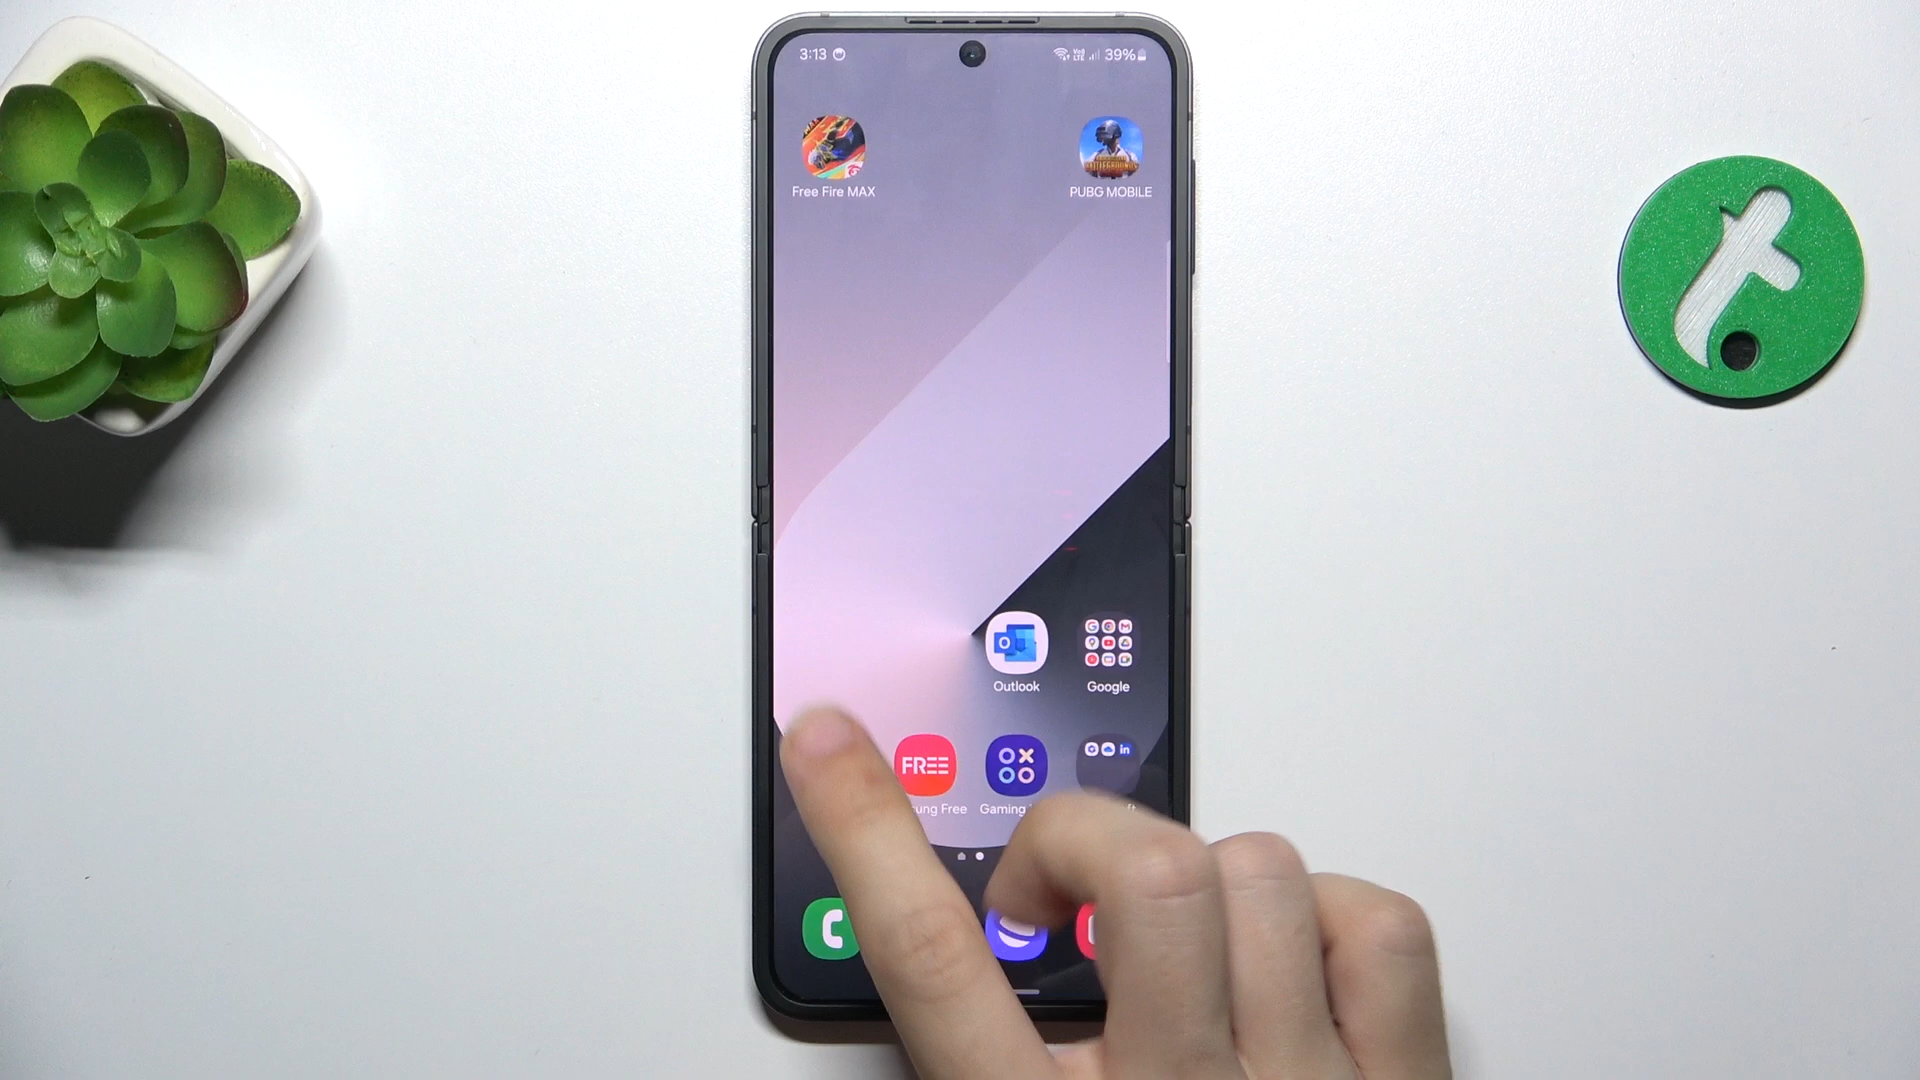 3:13
39%
Free Fire MAX
PUBG MOBILE
Outlook
Google
FREE
ung Free
Gaming